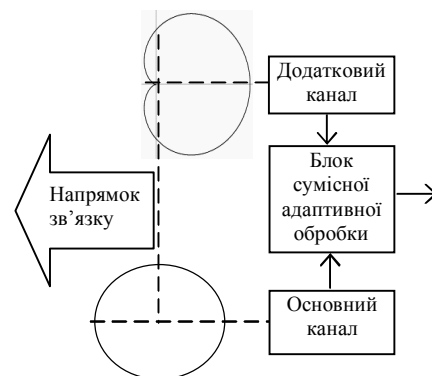 Додатковий
канал
Блок
сумісної
адаптивної
обробки
Напрямок
зв’язку
Основний
канал